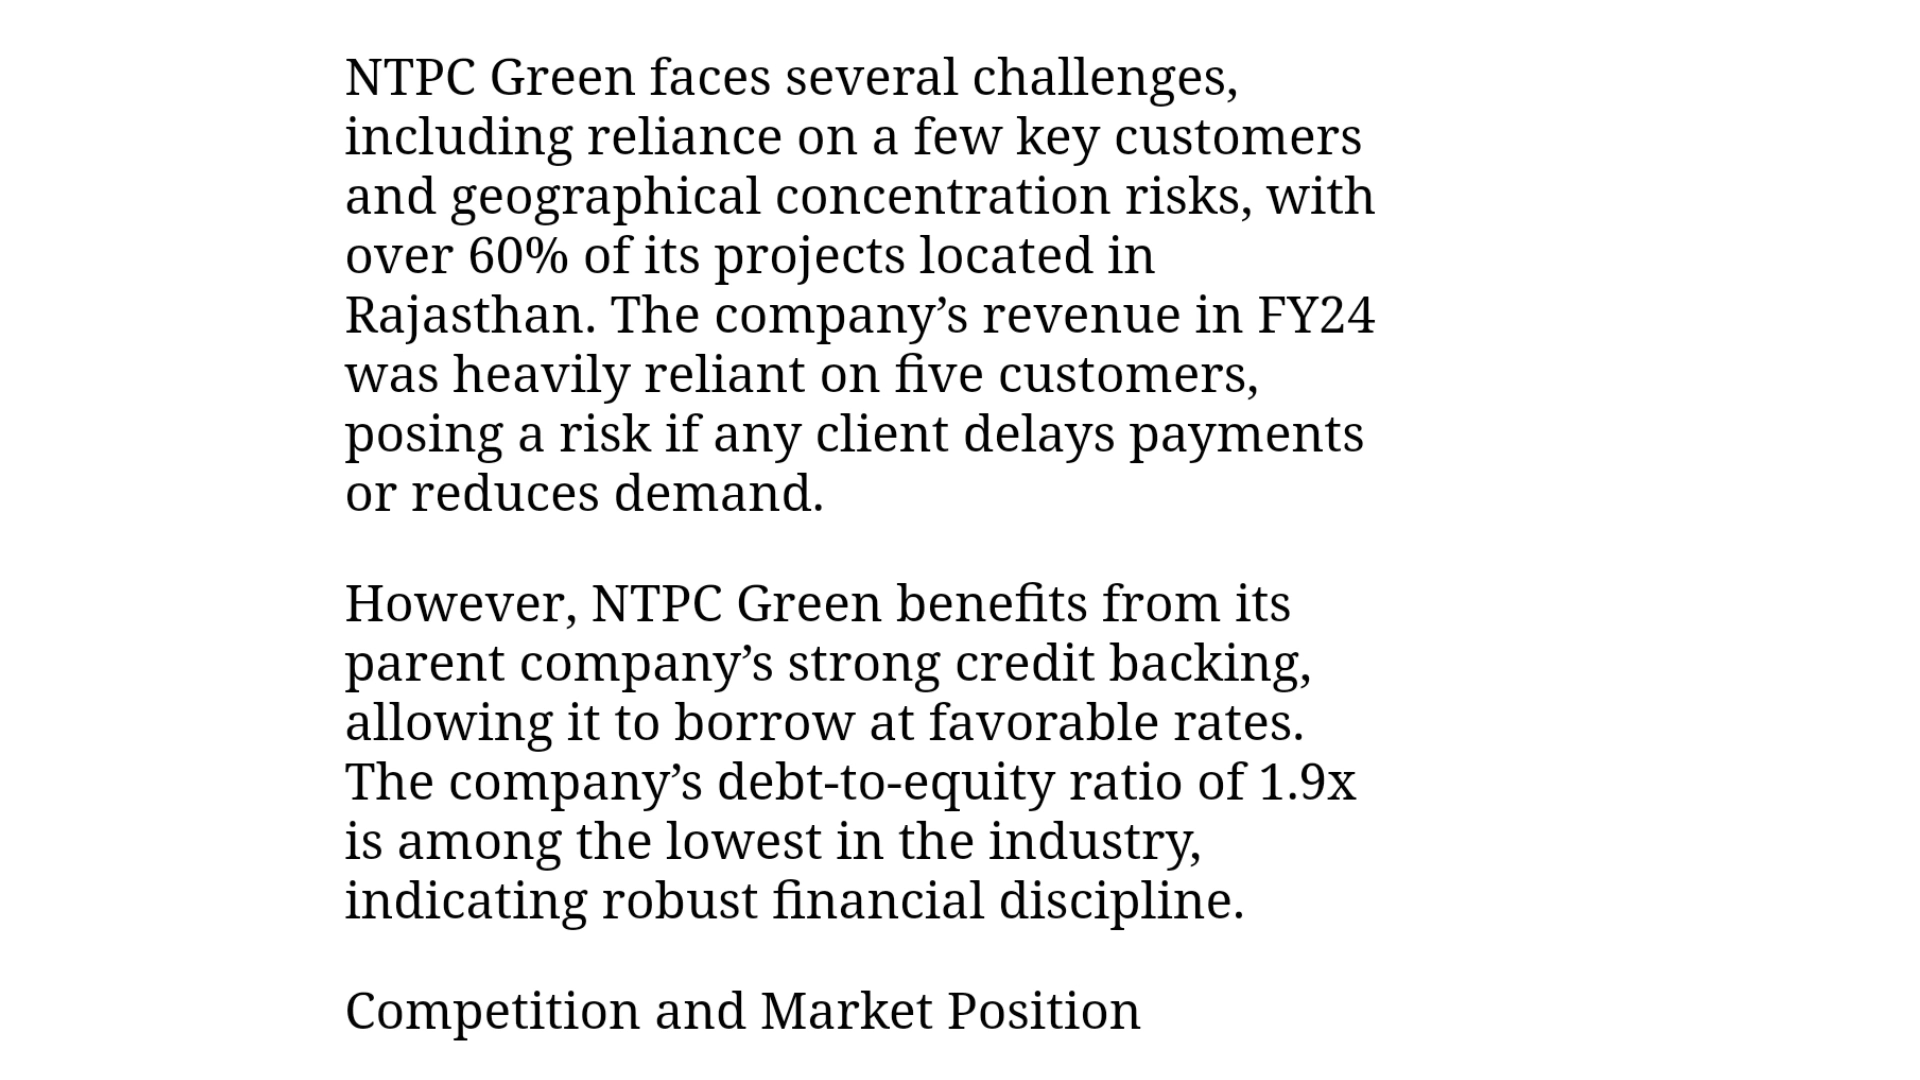 NTPC Green faces several challenges,
including reliance on a few key customers
and geographical concentration risks, with
over 60% of its projects located in
Rajasthan. The company’s revenue in FY24
was heavily reliant on five customers,
posing a risk if any client delays payments
or reduces demand.
However, NTPC Green benefits from its
parent company’s strong credit backing,
allowing it to borrow at favorable rates.
The company’s debt-to-equity ratio of 1.9x
is among the lowest in the industry,
indicating robust financial discipline.
Competition and Market Position